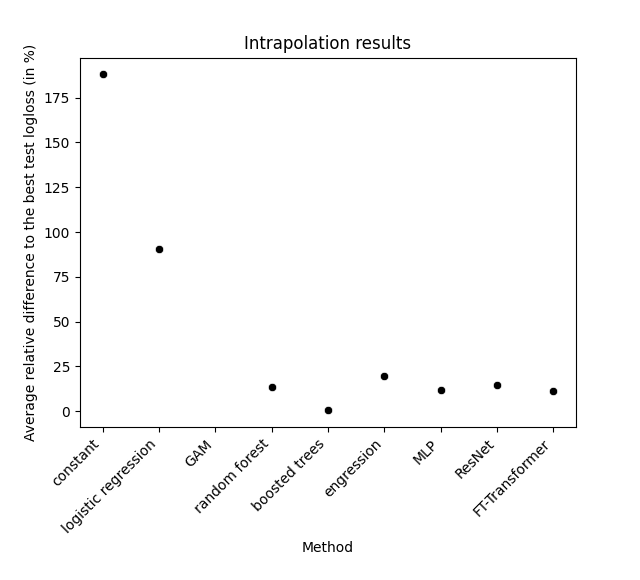 Intrapolation results
Average relative difference to the best test logloss (in %)
175
150
125
100
75
50
25
0
constant
logistic regression
GAM
random forest
boosted trees
engression
MLP
ResNet
FT-Transformer
Method